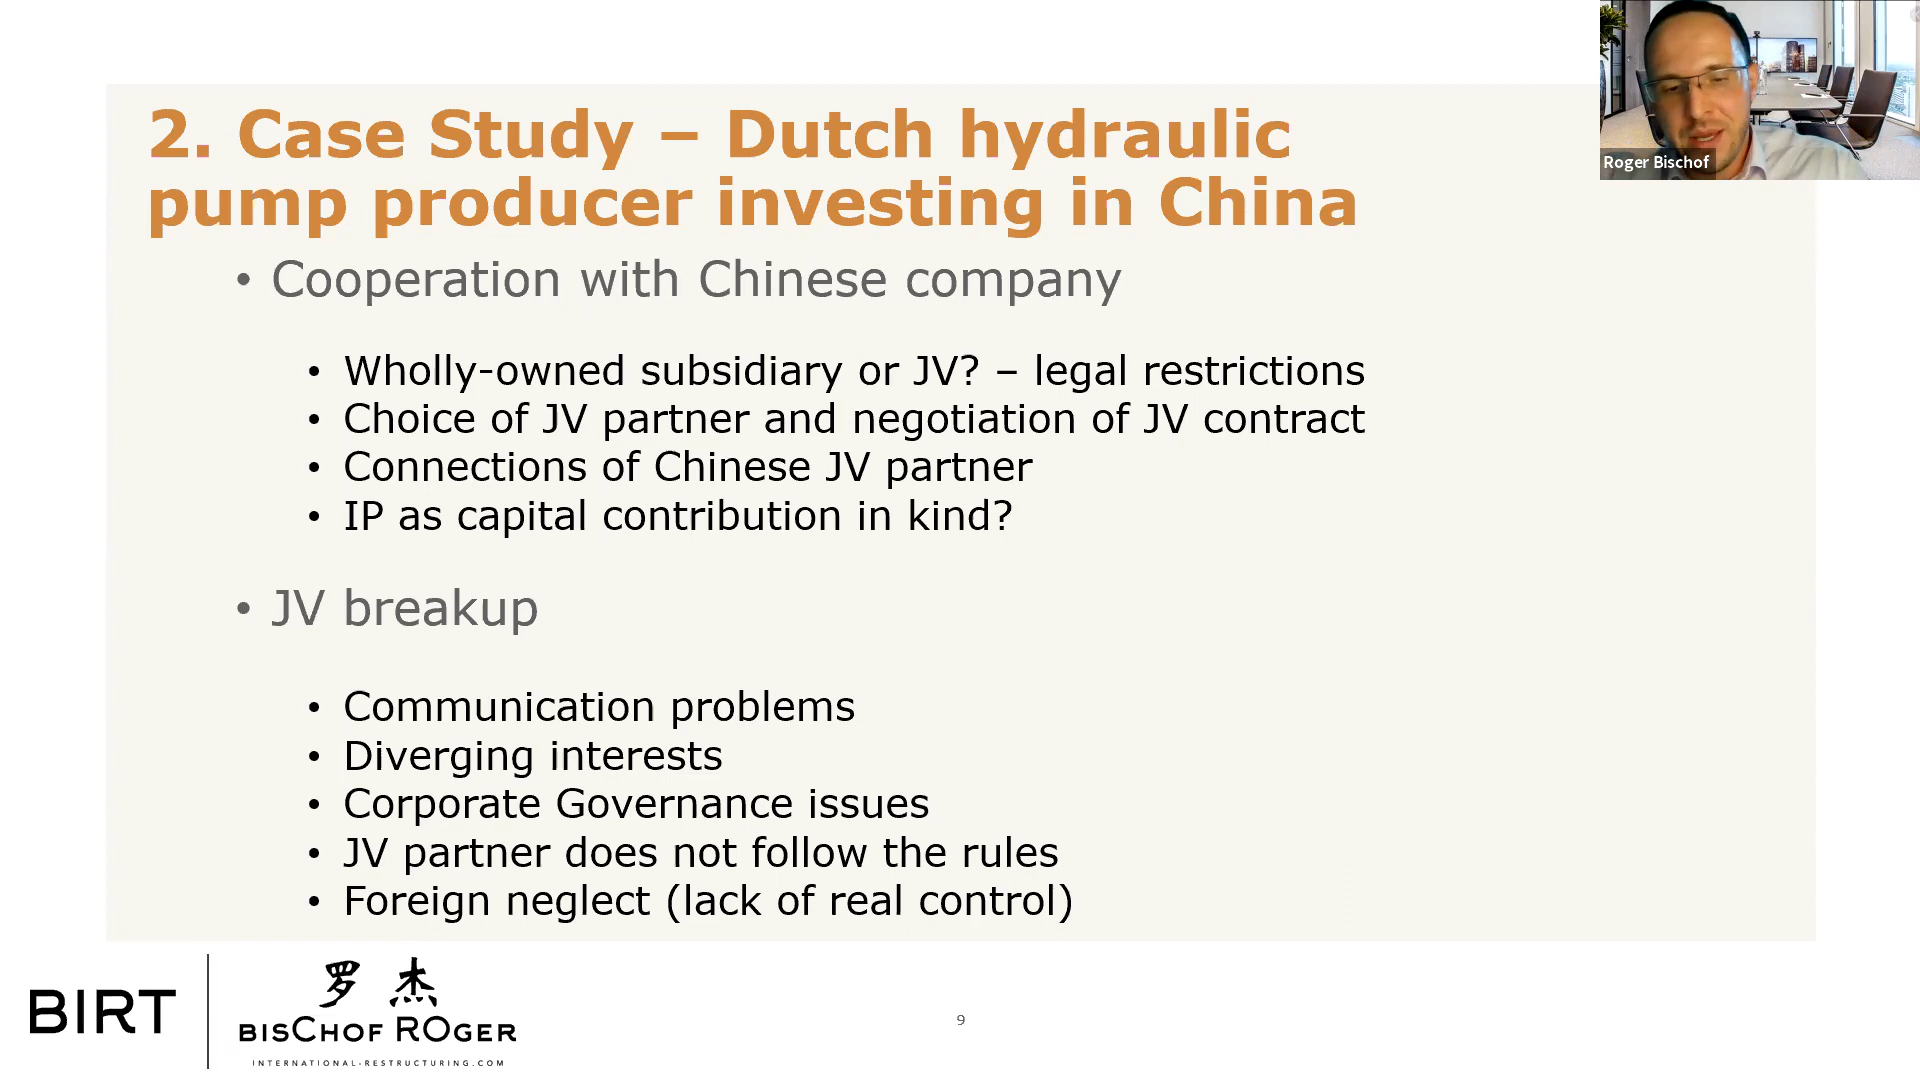 2. Case Study – Dutch hydraulic
pump producer investing in China
• Cooperation with Chinese company
• Wholly-owned subsidiary or JV? – legal restrictions
• Choice of JV partner and negotiation of JV contract
• Connections of Chinese JV partner
• IP as capital contribution in kind?
• JV breakup
• Communication problems
• Diverging interests
• Corporate Governance issues
• JV partner does not follow the rules
• Foreign neglect (lack of real control)
Roger Bischof
BIRT
罗 杰
BISCHOF ROGER
INTERNATIONAL-RESTRUCTURING.COM
9